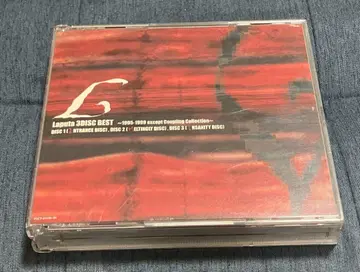 L
Laputa 3DISC BEST ~1995-1999 except Coupling Collection~
DISC 1 ( NTRANCE DISC), DISC 2 ( ELTINCIT DISC), DISC 3 ( NSANITY DISC)